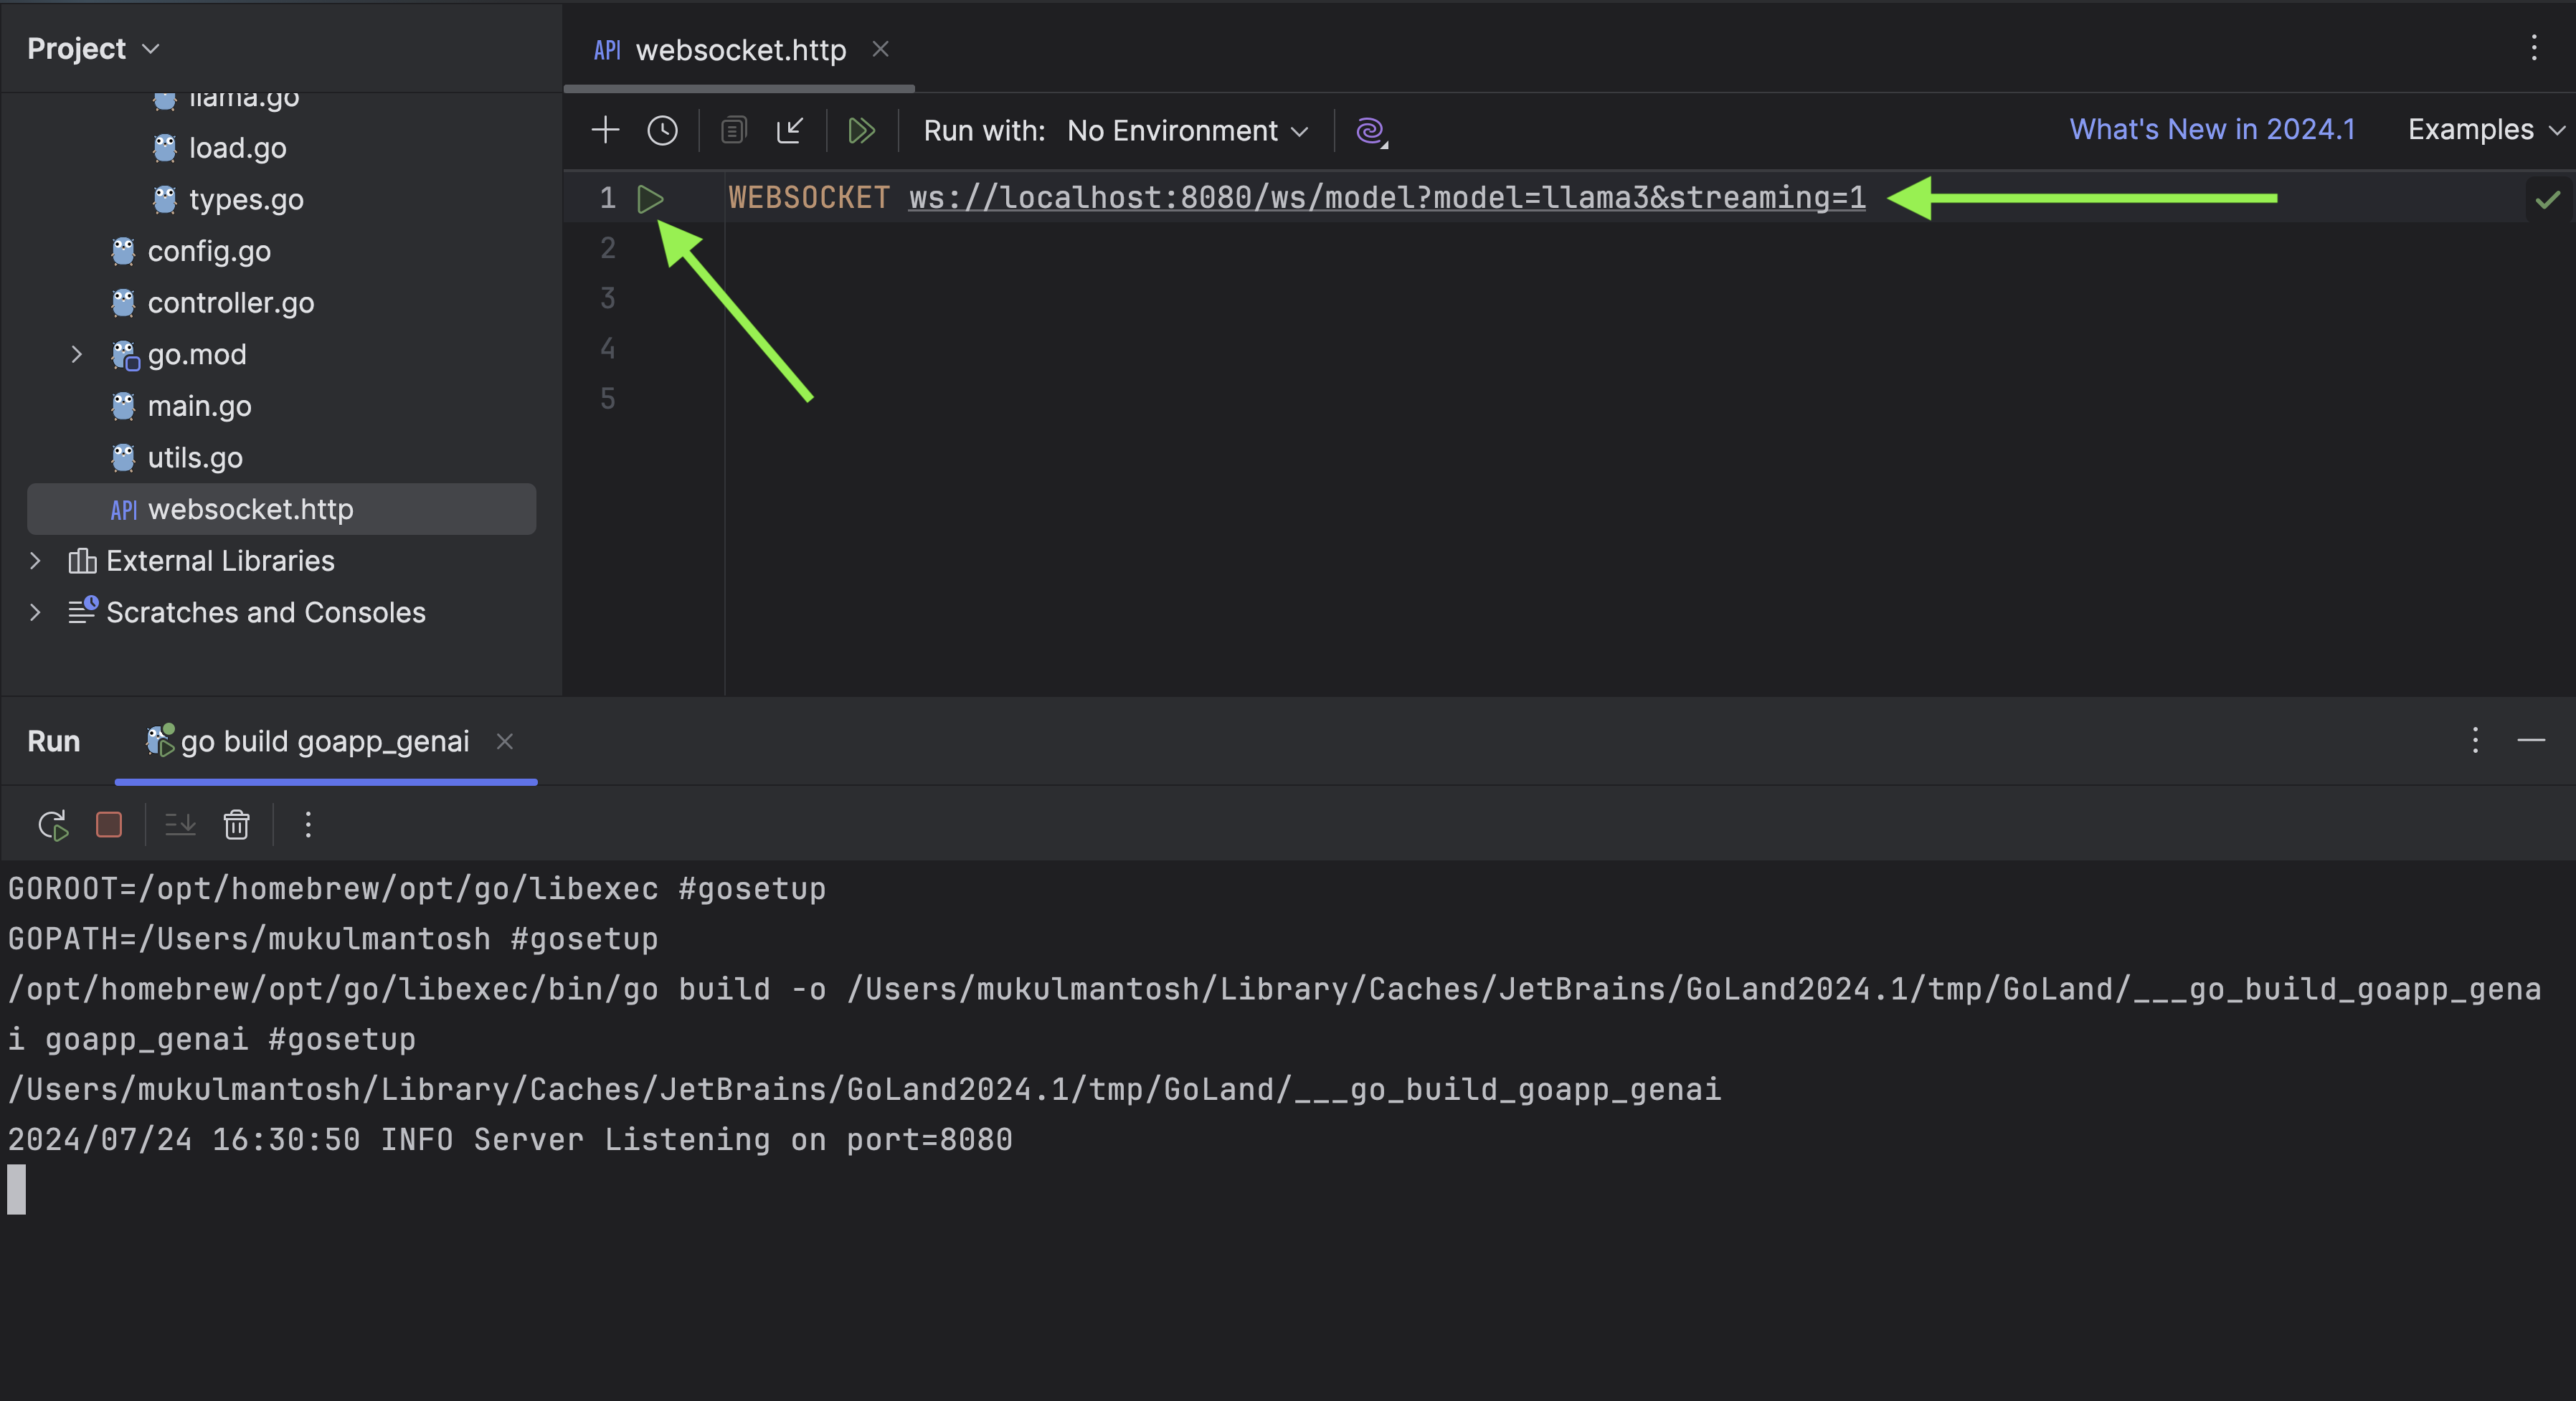 Project
API websocket.http
llama.go
load.go
types.go
config.go
controller.go
go.mod
main.go
utils.go
API websocket.http
External Libraries
Scratches and Consoles
Run with: No Environment
What's New in 2024.1 Examples
1 WEBSOCKET ws://localhost:8080/ws/model?model=llama3&streaming=1
2
3
4
5
Run go build goapp_genai
GOROOT=/opt/homebrew/opt/go/libexec #gosetup
GOPATH=/Users/mukulmantosh #gosetup
/opt/homebrew/opt/go/libexec/bin/go build -o /Users/mukulmantosh/Library/Caches/JetBrains/GoLand2024.1/tmp/GoLand/___go_build_goapp_gena
i goapp_genai #gosetup
/Users/mukulmantosh/Library/Caches/JetBrains/GoLand2024.1/tmp/GoLand/___go_build_goapp_genai
2024/07/24 16:30:50 INFO Server Listening on port=8080